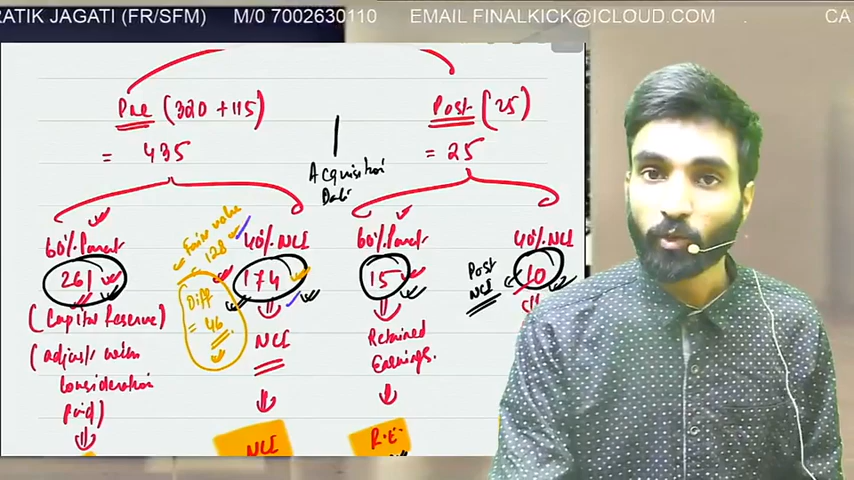 RATIK JAGATI (FR/SFM) M/0 7002630110 EMAIL FINALKICK@ICLOUD.COM CA
Pre (320 + 115)
= 435
Post (25)
= 25
Acquisition
Date
60% Parent
261
(Capital Reserve)
(adjust with
consideration
paid)
Fair value
= 128
Diff
= 46
40% NCI
174
NCI
NCI
60% Parent
15
Retained
Earnings.
R.E.
40% NCI
10
Post
NCI